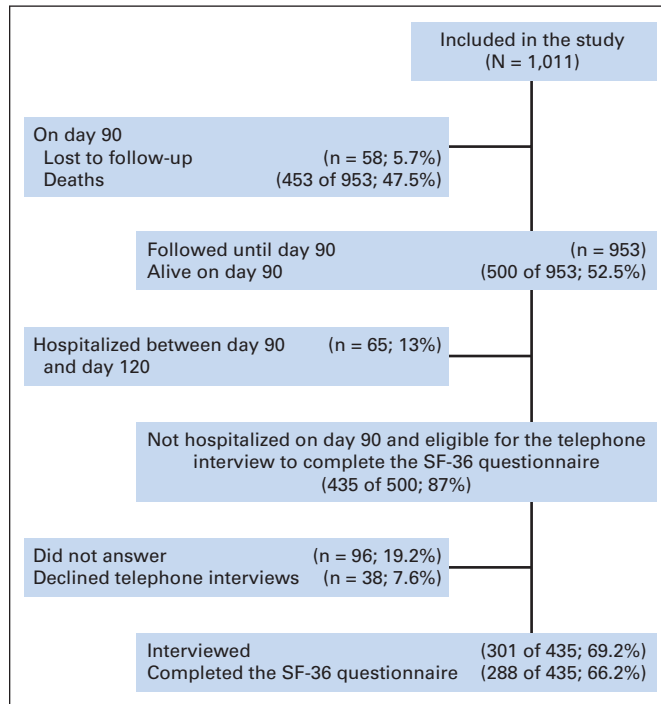 Included in the study
(N = 1,011)
On day 90
Lost to follow-up (n = 58; 5.7%)
Deaths (453 of 953; 47.5%)
Followed until day 90 (n = 953)
Alive on day 90 (500 of 953; 52.5%)
Hospitalized between day 90 (n = 65; 13%)
and day 120
Not hospitalized on day 90 and eligible for the telephone
interview to complete the SF-36 questionnaire
(435 of 500; 87%)
Did not answer (n = 96; 19.2%)
Declined telephone interviews (n = 38; 7.6%)
Interviewed (301 of 435; 69.2%)
Completed the SF-36 questionnaire (288 of 435; 66.2%)